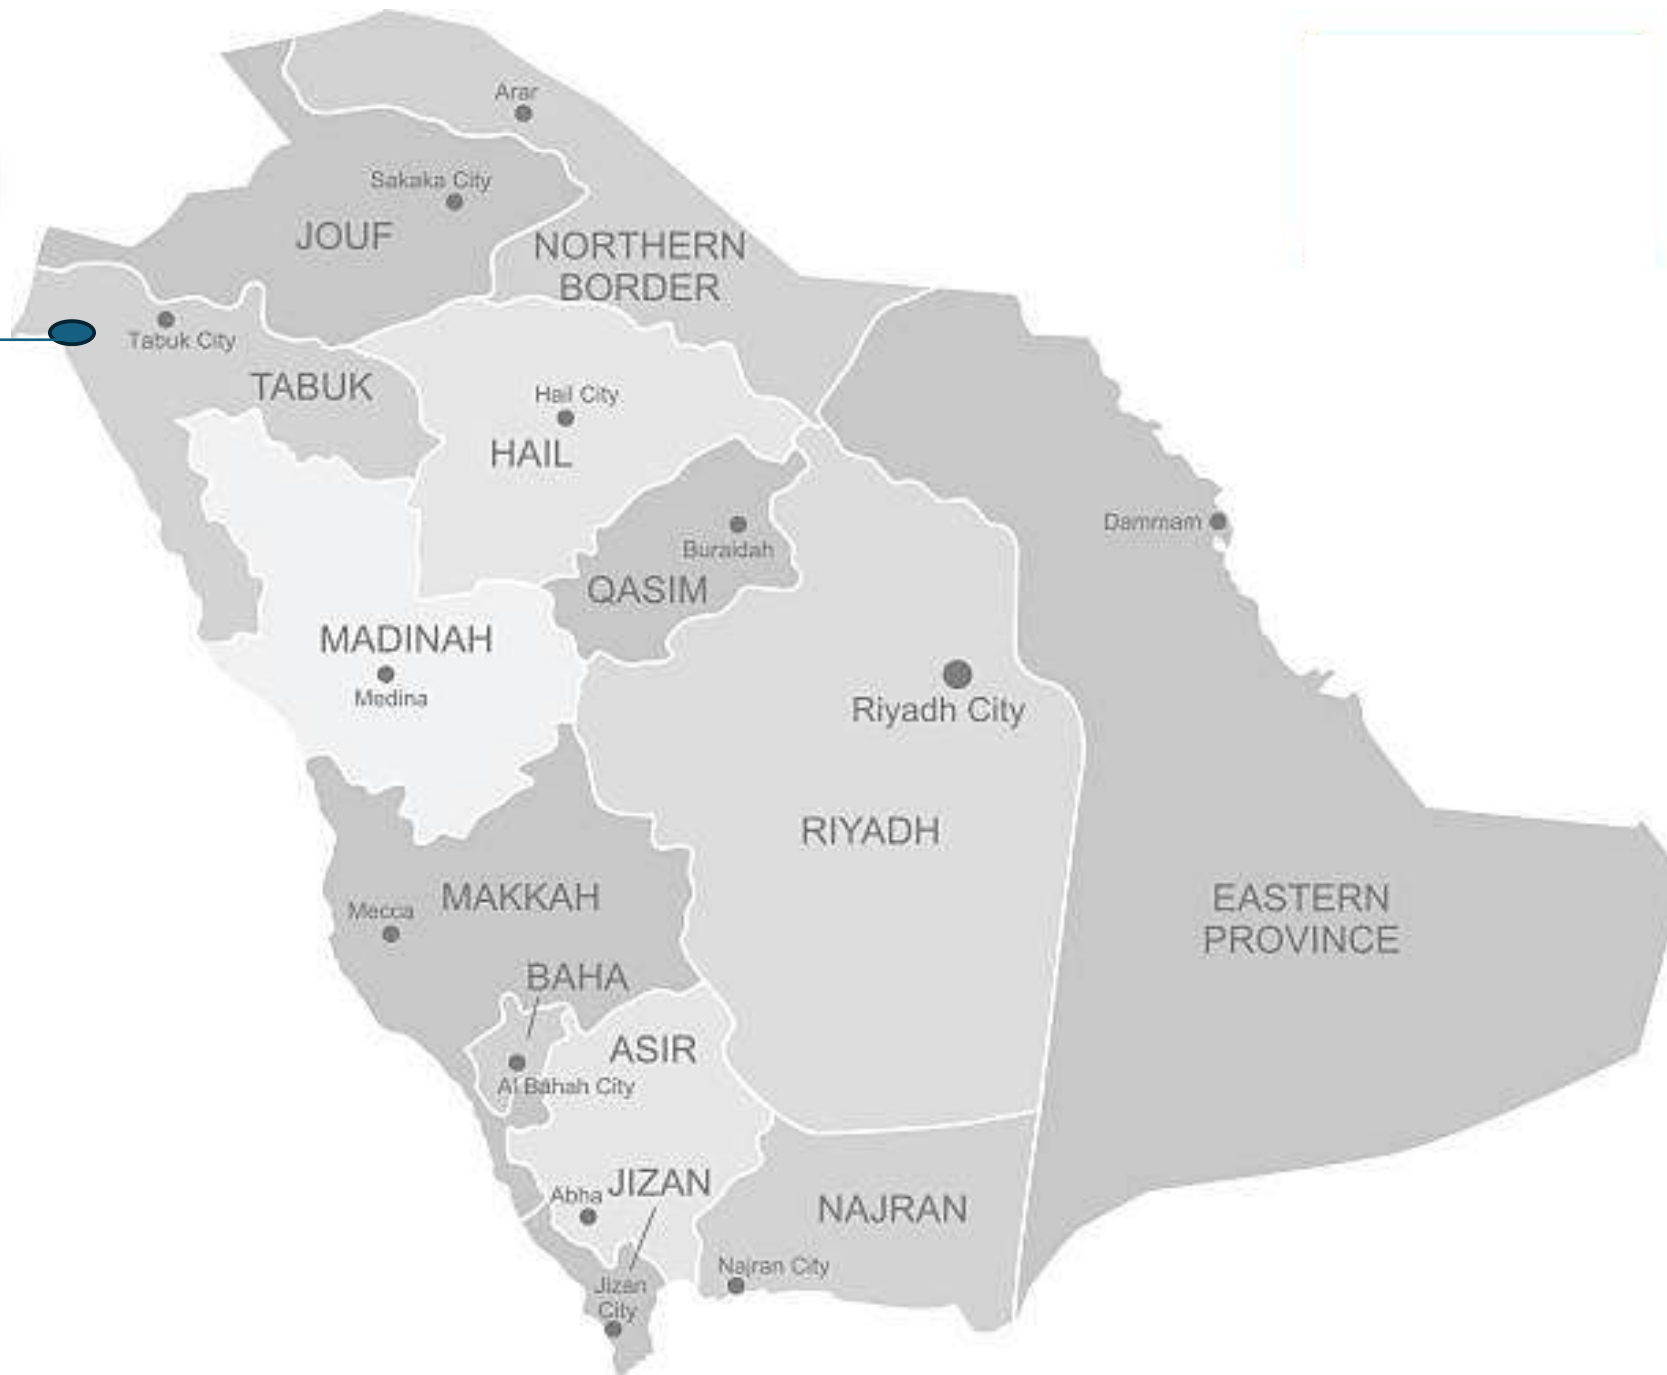 Arar
Sakaka City
JOUF
NORTHERN
BORDER
Tabuk City
TABUK
Hail City
HAIL
Dammam
Buraidah
QASIM
MADINAH
Medina
Riyadh City
RIYADH
MAKKAH
Mecca
EASTERN
PROVINCE
BAHA
ASIR
Al Bahah City
JIZAN
Abha
NAJRAN
Najran City
Jizan
City